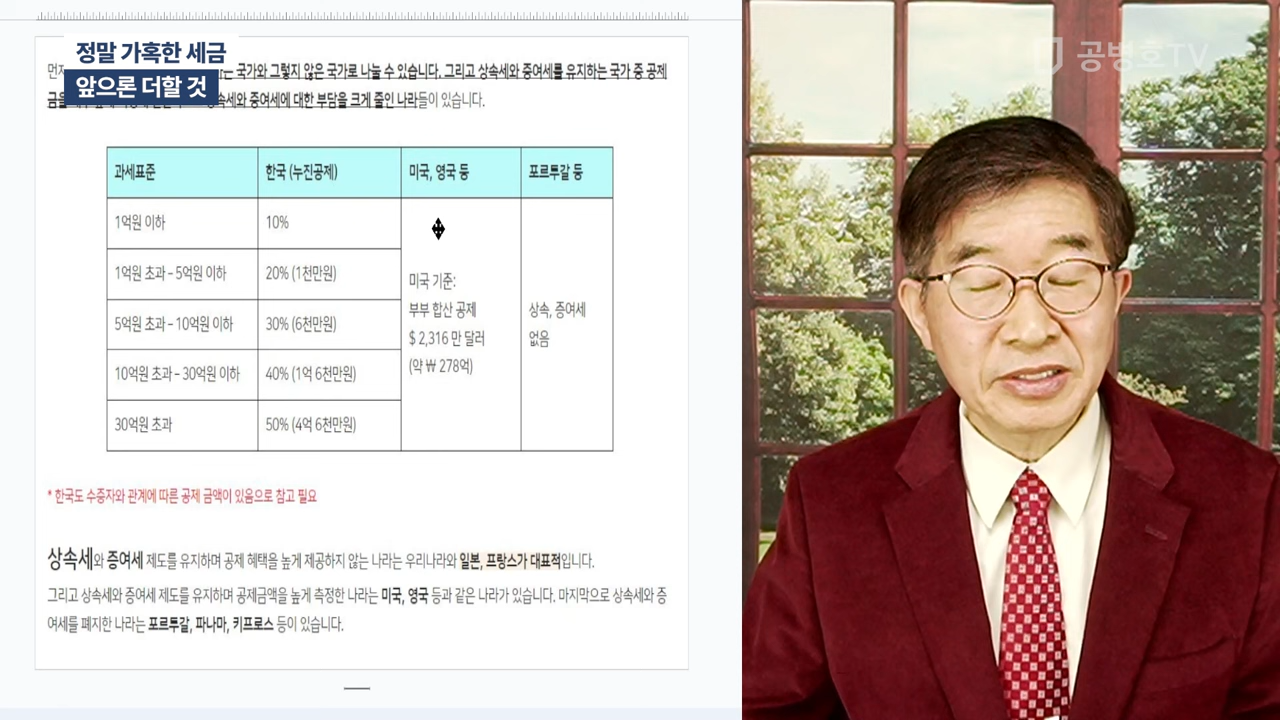 정말 가혹한 세금
앞으론 더할 것
국가와 그렇지 않은 국가로 나눌 수 있습니다. 그리고 상속세와 증여세를 유지하는 국가 중 공제
상속세와 증여세에 대한 부담을 크게 줄인 나라들이 있습니다.
공병호TV
과세표준 한국 (누진공제) 미국, 영국 등 포르투갈 등
1억원 이하 10%
1억원 초과 – 5억원 이하 20% (1천만원)
미국 기준:
부부 합산 공제
$ 2,316 만 달러
(약 ₩ 278억)
상속, 증여세
없음
5억원 초과 – 10억원 이하 30% (6천만원)
10억원 초과 – 30억원 이하 40% (1억 6천만원)
30억원 초과 50% (4억 6천만원)
* 한국도 수증자와 관계에 따른 공제 금액이 있음으로 참고 필요
상속세와 증여세 제도를 유지하며 공제 혜택을 높게 제공하지 않는 나라는 우리나라와 일본, 프랑스가 대표적입니다.
그리고 상속세와 증여세 제도를 유지하며 공제금액을 높게 측정한 나라는 미국, 영국 등과 같은 나라가 있습니다. 마지막으로 상속세와 증
여세를 폐지한 나라는 포르투갈, 파나마, 키프로스 등이 있습니다.